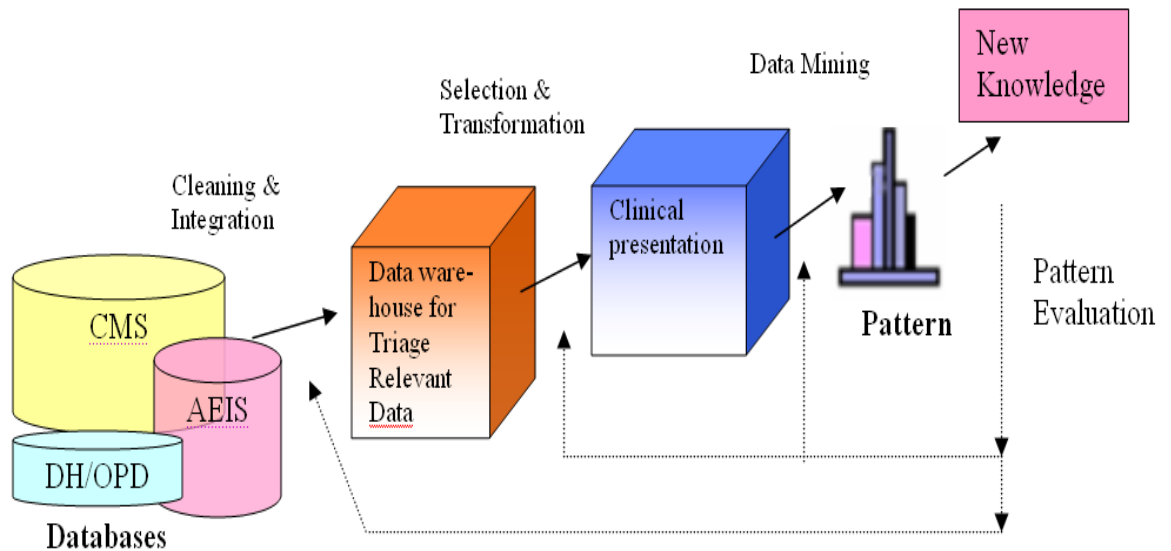 New
Knowledge
Data Mining
Selection &
Transformation
Cleaning &
Integration
CMS
AEIS
DH/OPD
Databases
Data ware-
house for
Triage
Relevant
Data
Clinical
presentation
Pattern
Pattern
Evaluation